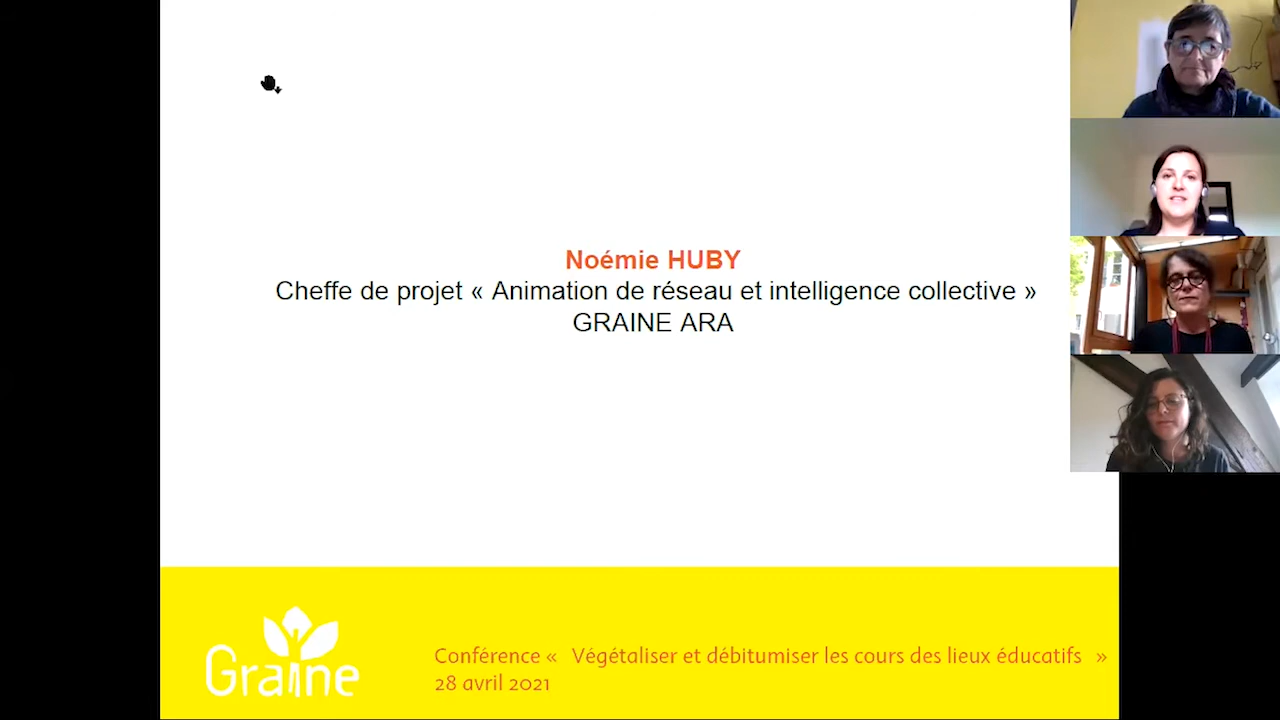 Noémie HUBY
Cheffe de projet « Animation de réseau et intelligence collective »
GRAINE ARA
Graine
Conférence « Végétaliser et débitumiser les cours des lieux éducatifs »
28 avril 2021